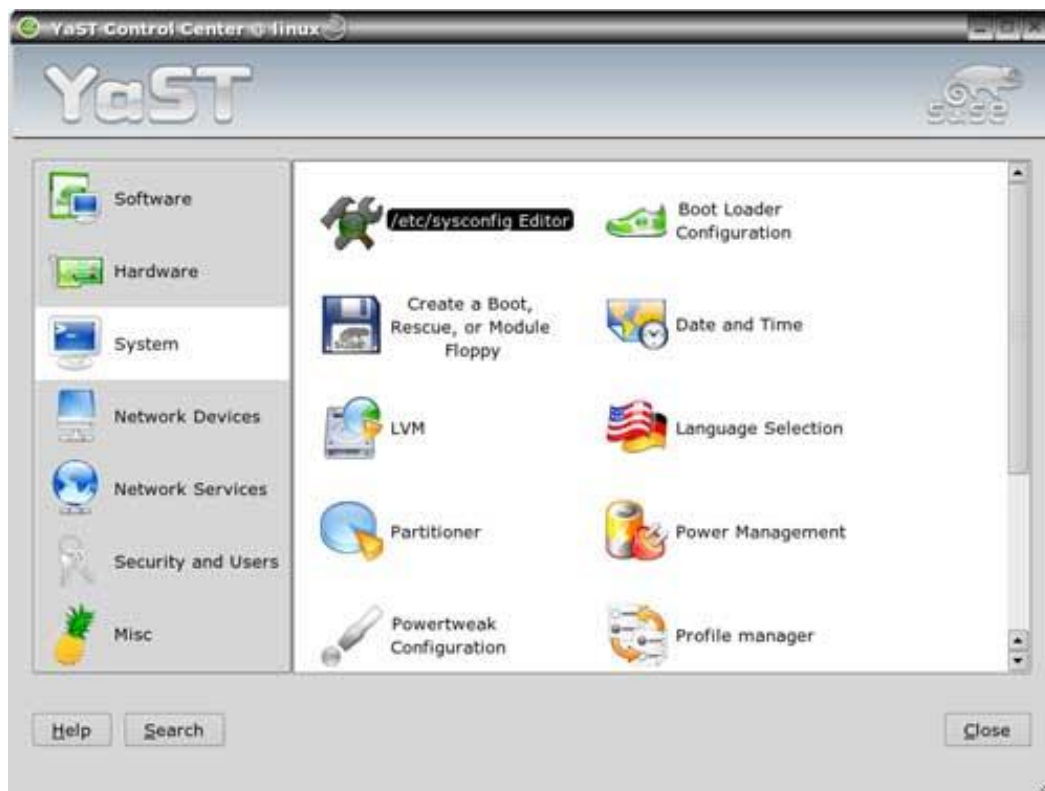 YaST Control Center @ linux
YaST
SuSE
Software
Hardware
System
Network Devices
Network Services
Security and Users
Misc
/etc/sysconfig Editor
Boot Loader
Configuration
Create a Boot,
Rescue, or Module
Floppy
Date and Time
LVM
Language Selection
Partitioner
Power Management
Powertweak
Configuration
Profile manager
Help
Search
Close